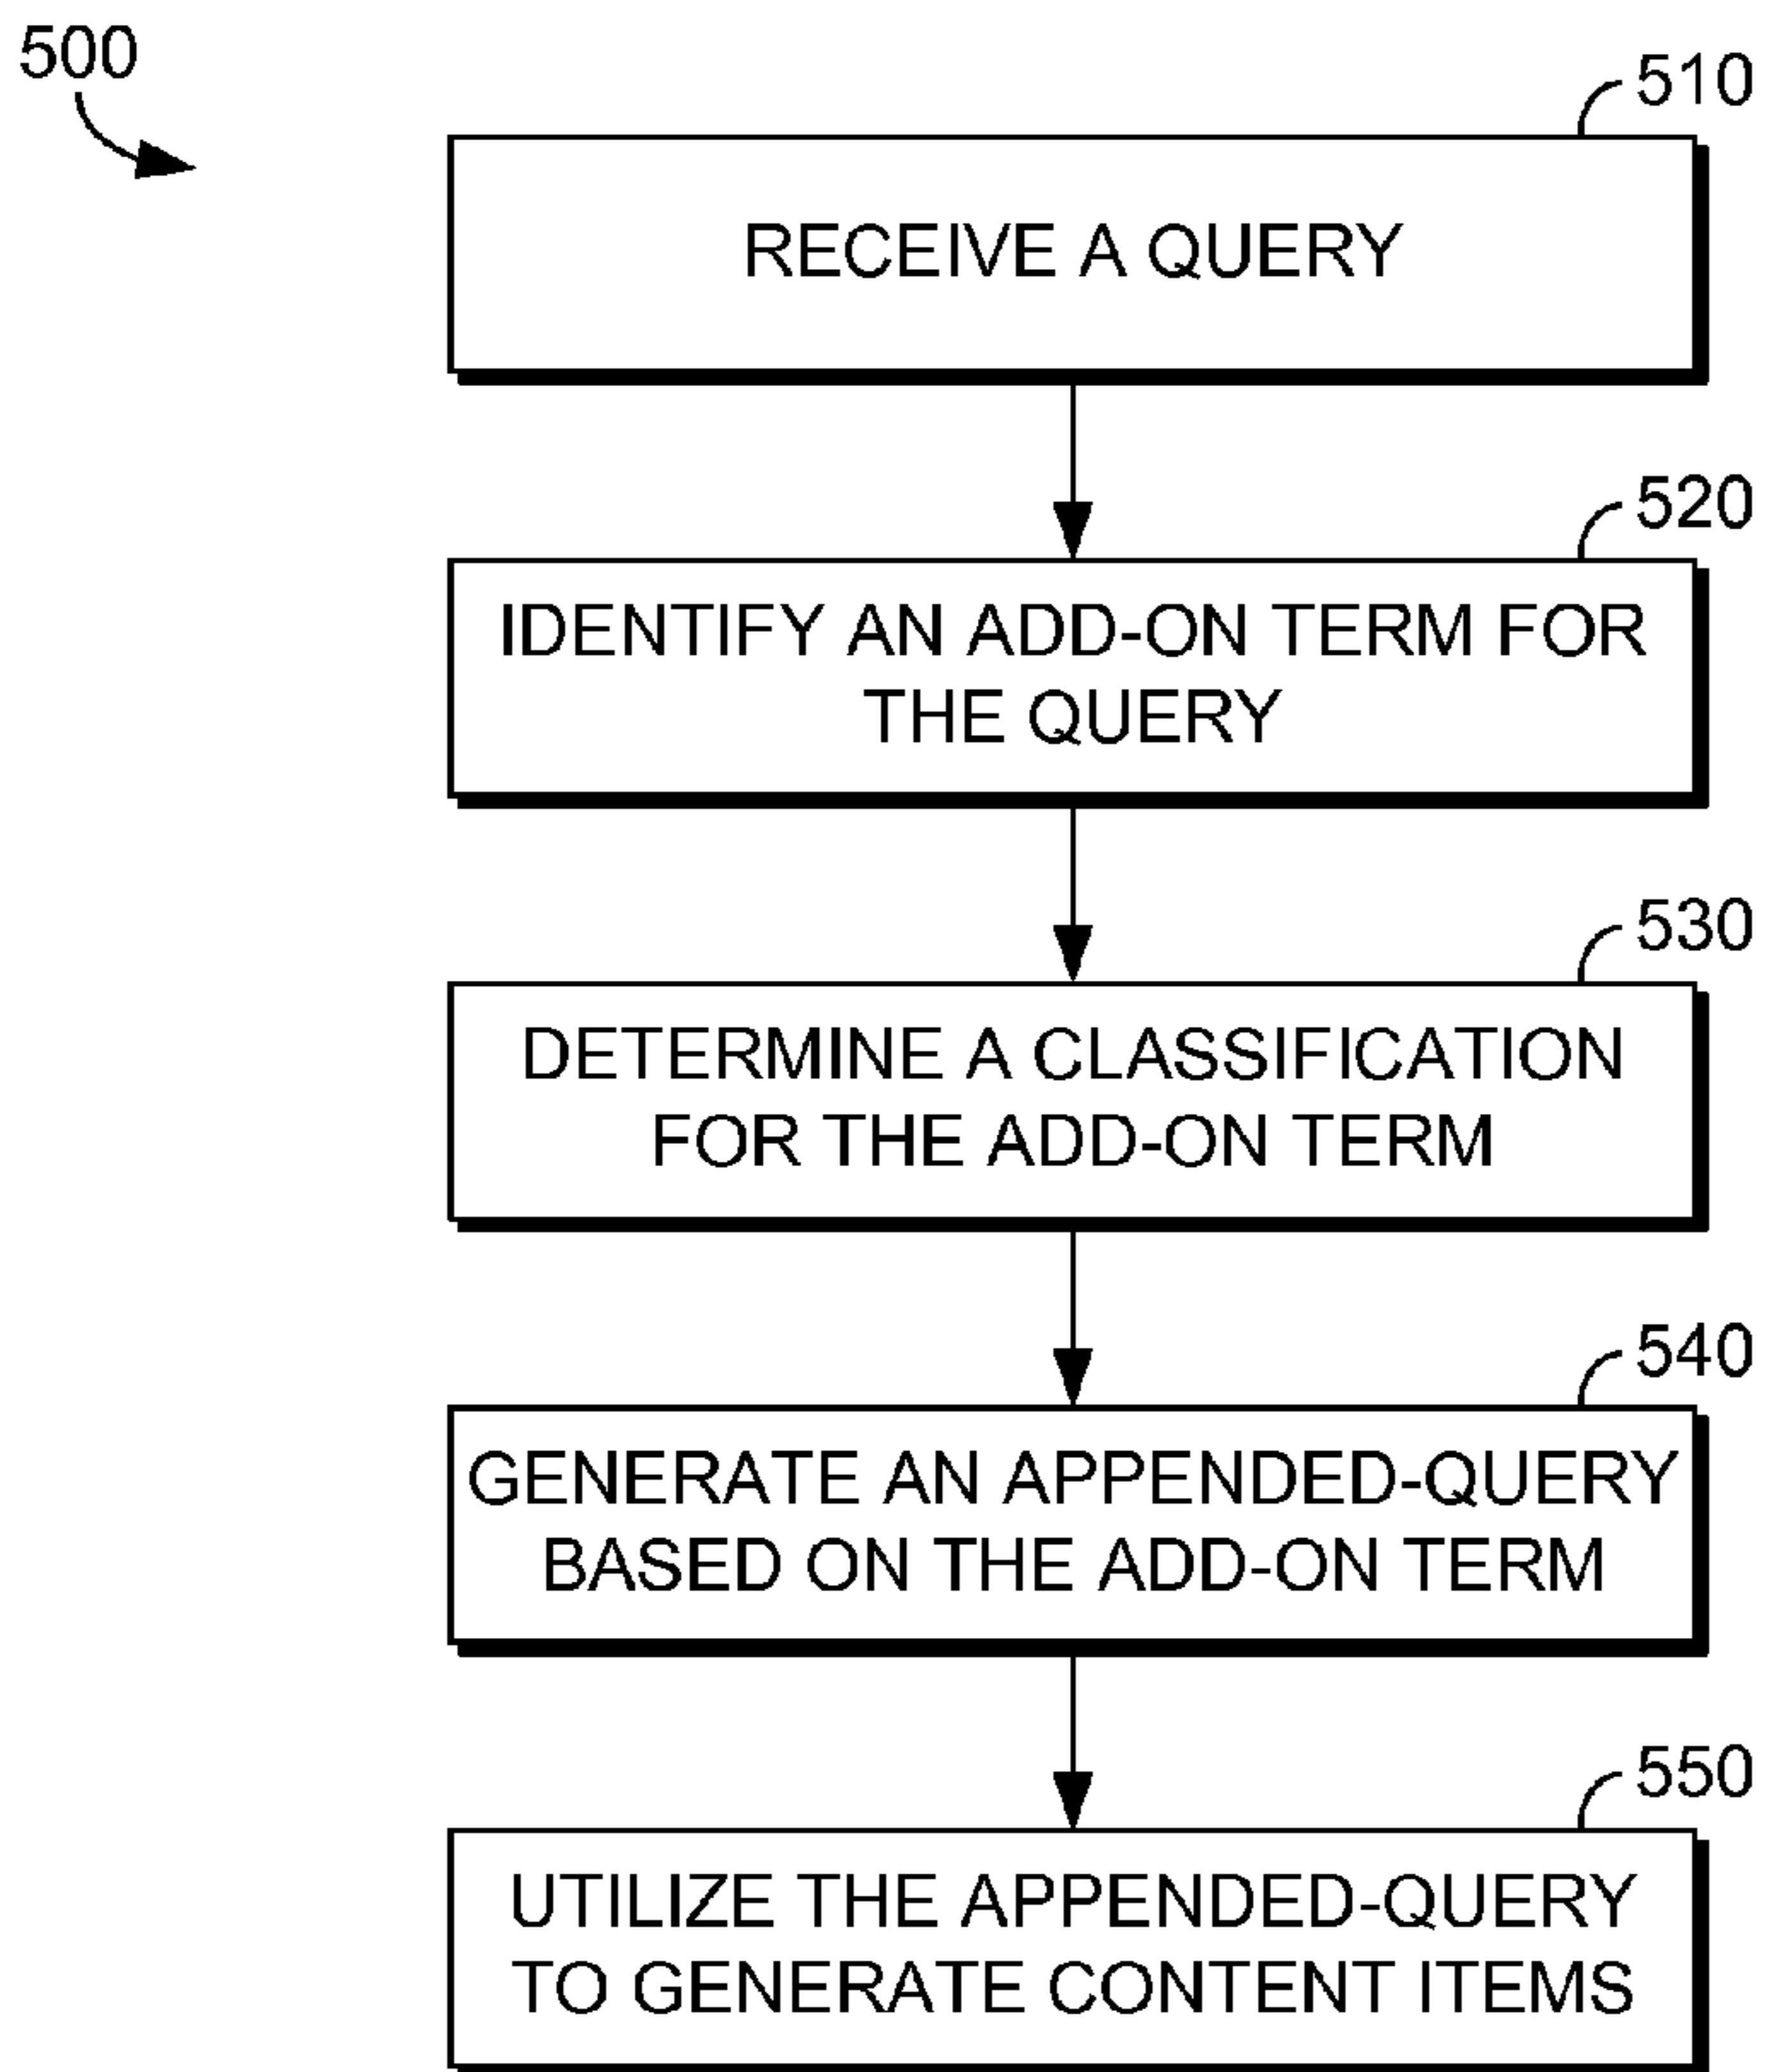 500
510
RECEIVE A QUERY
520
IDENTIFY AN ADD-ON TERM FOR
THE QUERY
530
DETERMINE A CLASSIFICATION
FOR THE ADD-ON TERM
540
GENERATE AN APPENDED-QUERY
BASED ON THE ADD-ON TERM
550
UTILIZE THE APPENDED-QUERY
TO GENERATE CONTENT ITEMS